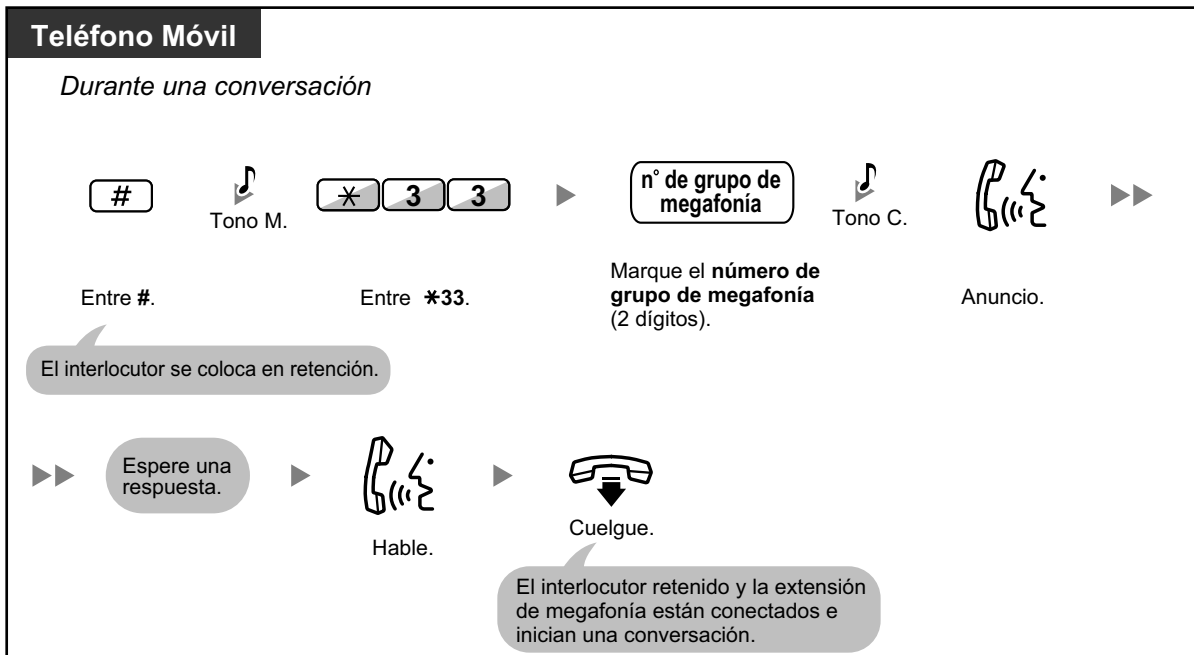 Teléfono Móvil
Durante una conversación
#
Tono M.
✳ 3 3
n° de grupo de
megafonía
Tono C.
Entre #.
Entre ✳33.
Marque el número de
grupo de megafonía
(2 dígitos).
Anuncio.
El interlocutor se coloca en retención.
Espere una
respuesta.
Hable.
Cuelgue.
El interlocutor retenido y la extensión
de megafonía están conectados e
inician una conversación.